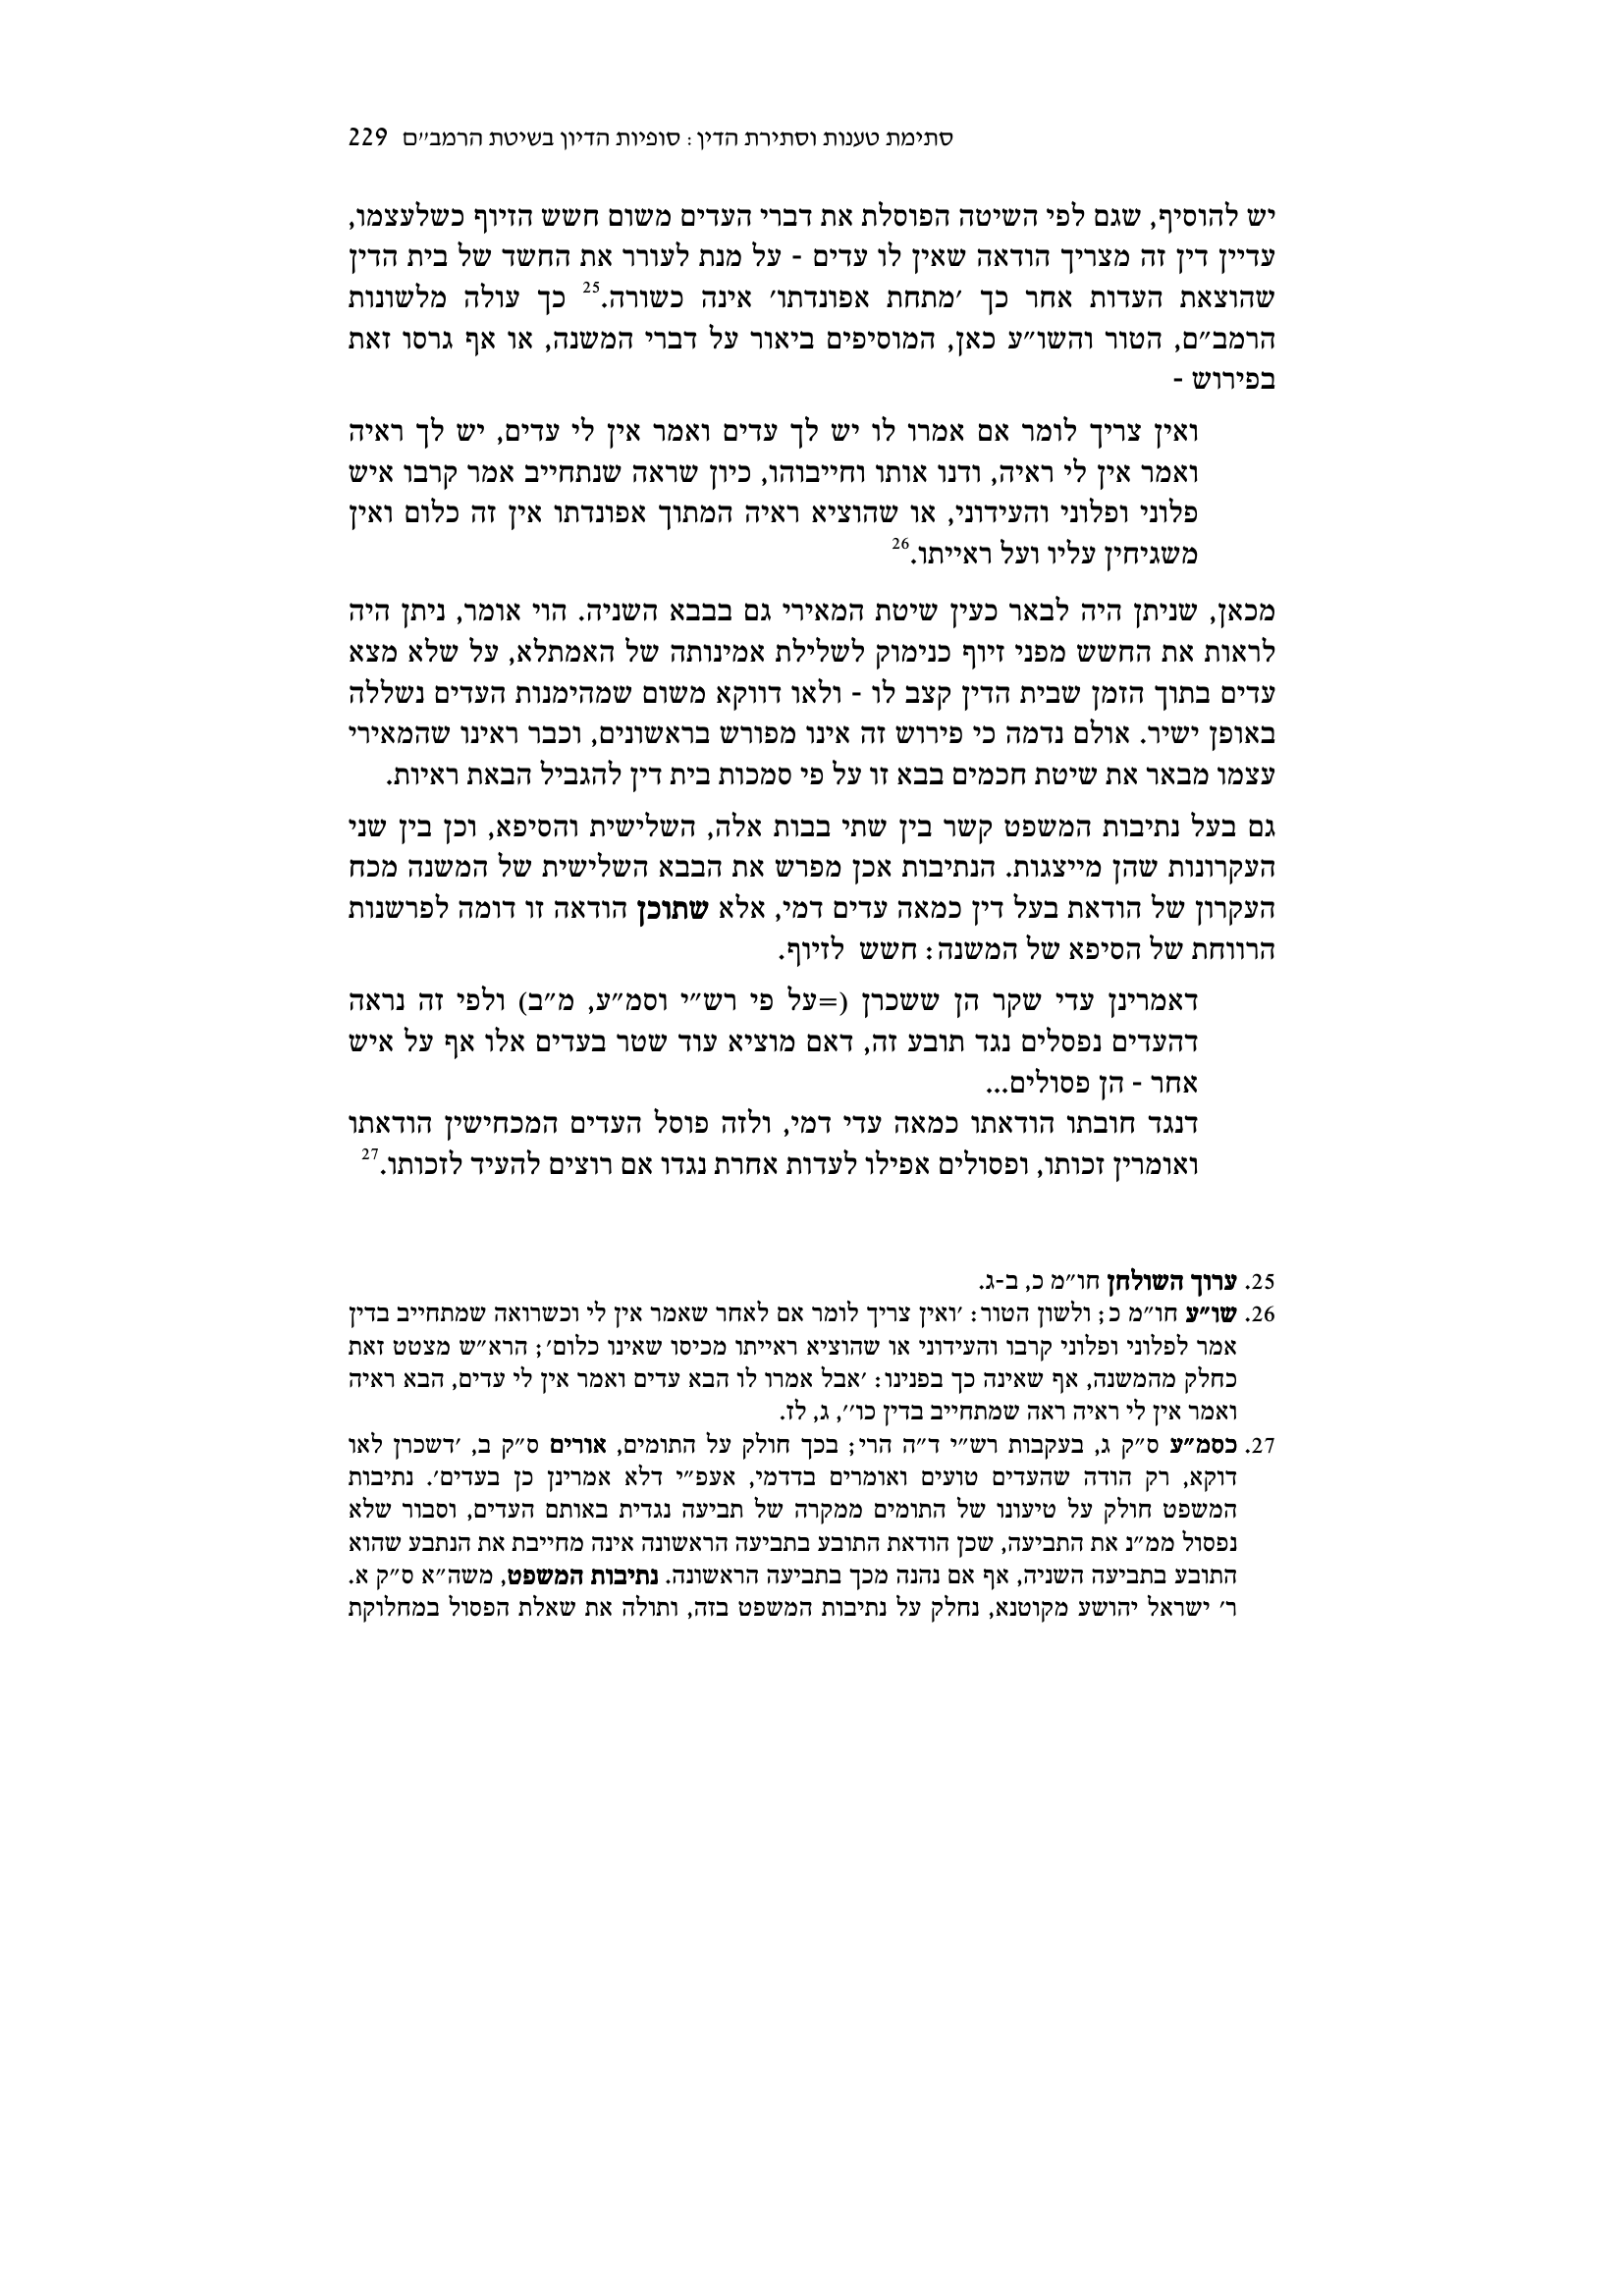 סתימת טענות וסתירת הדין: סופיות הדיון בשיטת הרמב״ם 229
יש להוסיף, שגם לפי השיטה הפוסלת את דברי העדים משום חשש הזיוף כשלעצמו,
עדיין דין זה מצריך הודאה שאין לו עדים - על מנת לעורר את החשד של בית הדין
שהוצאת העדות אחר כך ׳מתחת אפונדתו׳ אינה כשורה.25 כך עולה מלשונות
הרמב״ם, הטור והשו״ע כאן, המוסיפים ביאור על דברי המשנה, או אף גרסו זאת
בפירוש -
ואין צריך לומר אם אמרו לו יש לך עדים ואמר אין לי עדים, יש לך ראיה
ואמר אין לי ראיה, ודנו אותו וחייבוהו, כיון שראה שנתחייב אמר קרבו איש
פלוני ופלוני והעידוני, או שהוציא ראיה המתוך אפונדתו אין זה כלום ואין
משגיחין עליו ועל ראייתו.26
מכאן, שניתן היה לבאר כעין שיטת המאירי גם בבבא השניה. הוי אומר, ניתן היה
לראות את החשש מפני זיוף כנימוק לשלילת אמינותה של האמתלא, על שלא מצא
עדים בתוך הזמן שבית הדין קצב לו - ולאו דווקא משום שמהימנות העדים נשללה
באופן ישיר. אולם נדמה כי פירוש זה אינו מפורש בראשונים, וכבר ראינו שהמאירי
עצמו מבאר את שיטת חכמים בבא זו על פי סמכות בית דין להגביל הבאת ראיות.
גם בעל נתיבות המשפט קשר בין שתי בבות אלה, השלישית והסיפא, וכן בין שני
העקרונות שהן מייצגות. הנתיבות אכן מפרש את הבבא השלישית של המשנה מכח
העקרון של הודאת בעל דין כמאה עדים דמי, אלא שתוכן הודאה זו דומה לפרשנות
הרווחת של הסיפא של המשנה: חשש לזיוף.
דאמרינן עדי שקר הן ששכרן (=על פי רש״י וסמ״ע, מ״ב) ולפי זה נראה
דהעדים נפסלים נגד תובע זה, דאם מוציא עוד שטר בעדים אלו אף על איש
אחר - הן פסולים...
דנגד חובתו הודאתו כמאה עדי דמי, ולזה פוסל העדים המכחישין הודאתו
ואומרין זכותו, ופסולים אפילו לעדות אחרת נגדו אם רוצים להעיד לזכותו.27
25. ערוך השולחן חו״מ כ, ב-ג.
26. שו״ע חו״מ כ; ולשון הטור: ׳ואין צריך לומר אם לאחר שאמר אין לי וכשרואה שמתחייב בדין
אמר לפלוני ופלוני קרבו והעידוני או שהוציא ראייתו מכיסו שאינו כלום׳; הרא״ש מצטט זאת
כחלק מהמשנה, אף שאינה כך בפנינו: ׳אבל אמרו לו הבא עדים ואמר אין לי עדים, הבא ראיה
ואמר אין לי ראיה ראה שמתחייב בדין כו׳׳, ג, לז.
27. כסמ״ע ס״ק ג, בעקבות רש״י ד״ה הרי; בכך חולק על התומים, אורים ס״ק ב, ׳דשכרן לאו
דוקא, רק הודה שהעדים טועים ואומרים בדדמי, אעפ״י דלא אמרינן כן בעדים׳. נתיבות
המשפט חולק על טיעונו של התומים ממקרה של תביעה נגדית באותם העדים, וסבור שלא
נפסול ממ״נ את התביעה, שכן הודאת התובע בתביעה הראשונה אינה מחייבת את הנתבע שהוא
התובע בתביעה השניה, אף אם נהנה מכך בתביעה הראשונה. נתיבות המשפט, משה״א ס״ק א.
ר׳ ישראל יהושע מקוטנא, נחלק על נתיבות המשפט בזה, ותולה את שאלת הפסול במחלוקת